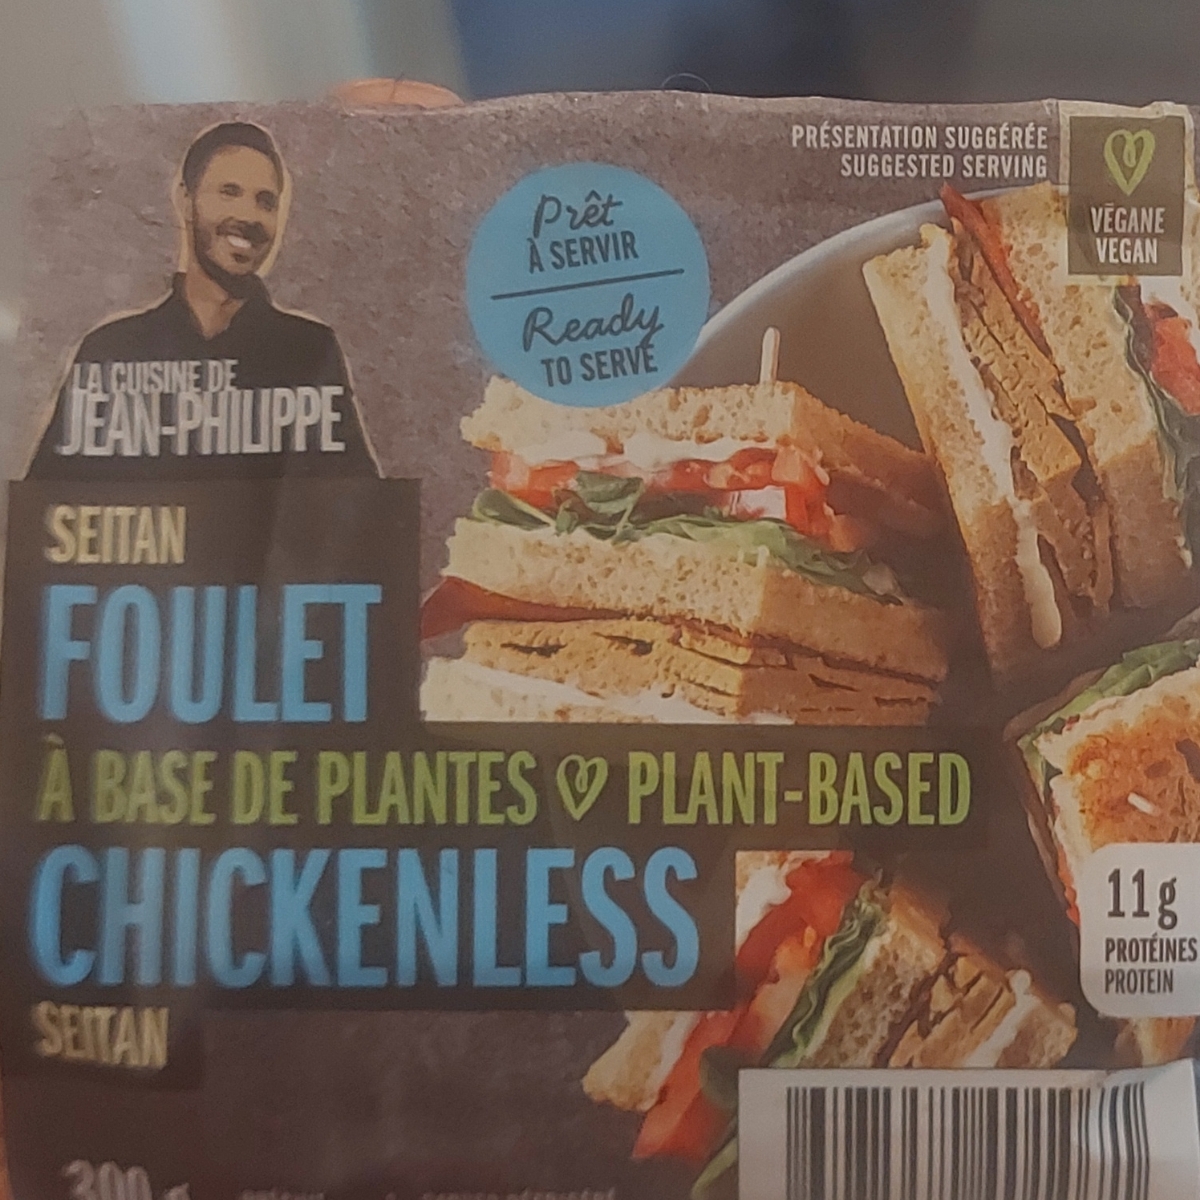 PRÉSENTATION SUGGÉRÉE
SUGGESTED SERVING
VÉGANE
VEGAN
Prêt
À SERVIR
Ready
TO SERVE
LA CUISINE DE
JEAN-PHILIPPE
SEITAN
FOULET
À BASE DE PLANTES PLANT-BASED
CHICKENLESS
SEITAN
11g
PROTÉINES
PROTEIN
300 g